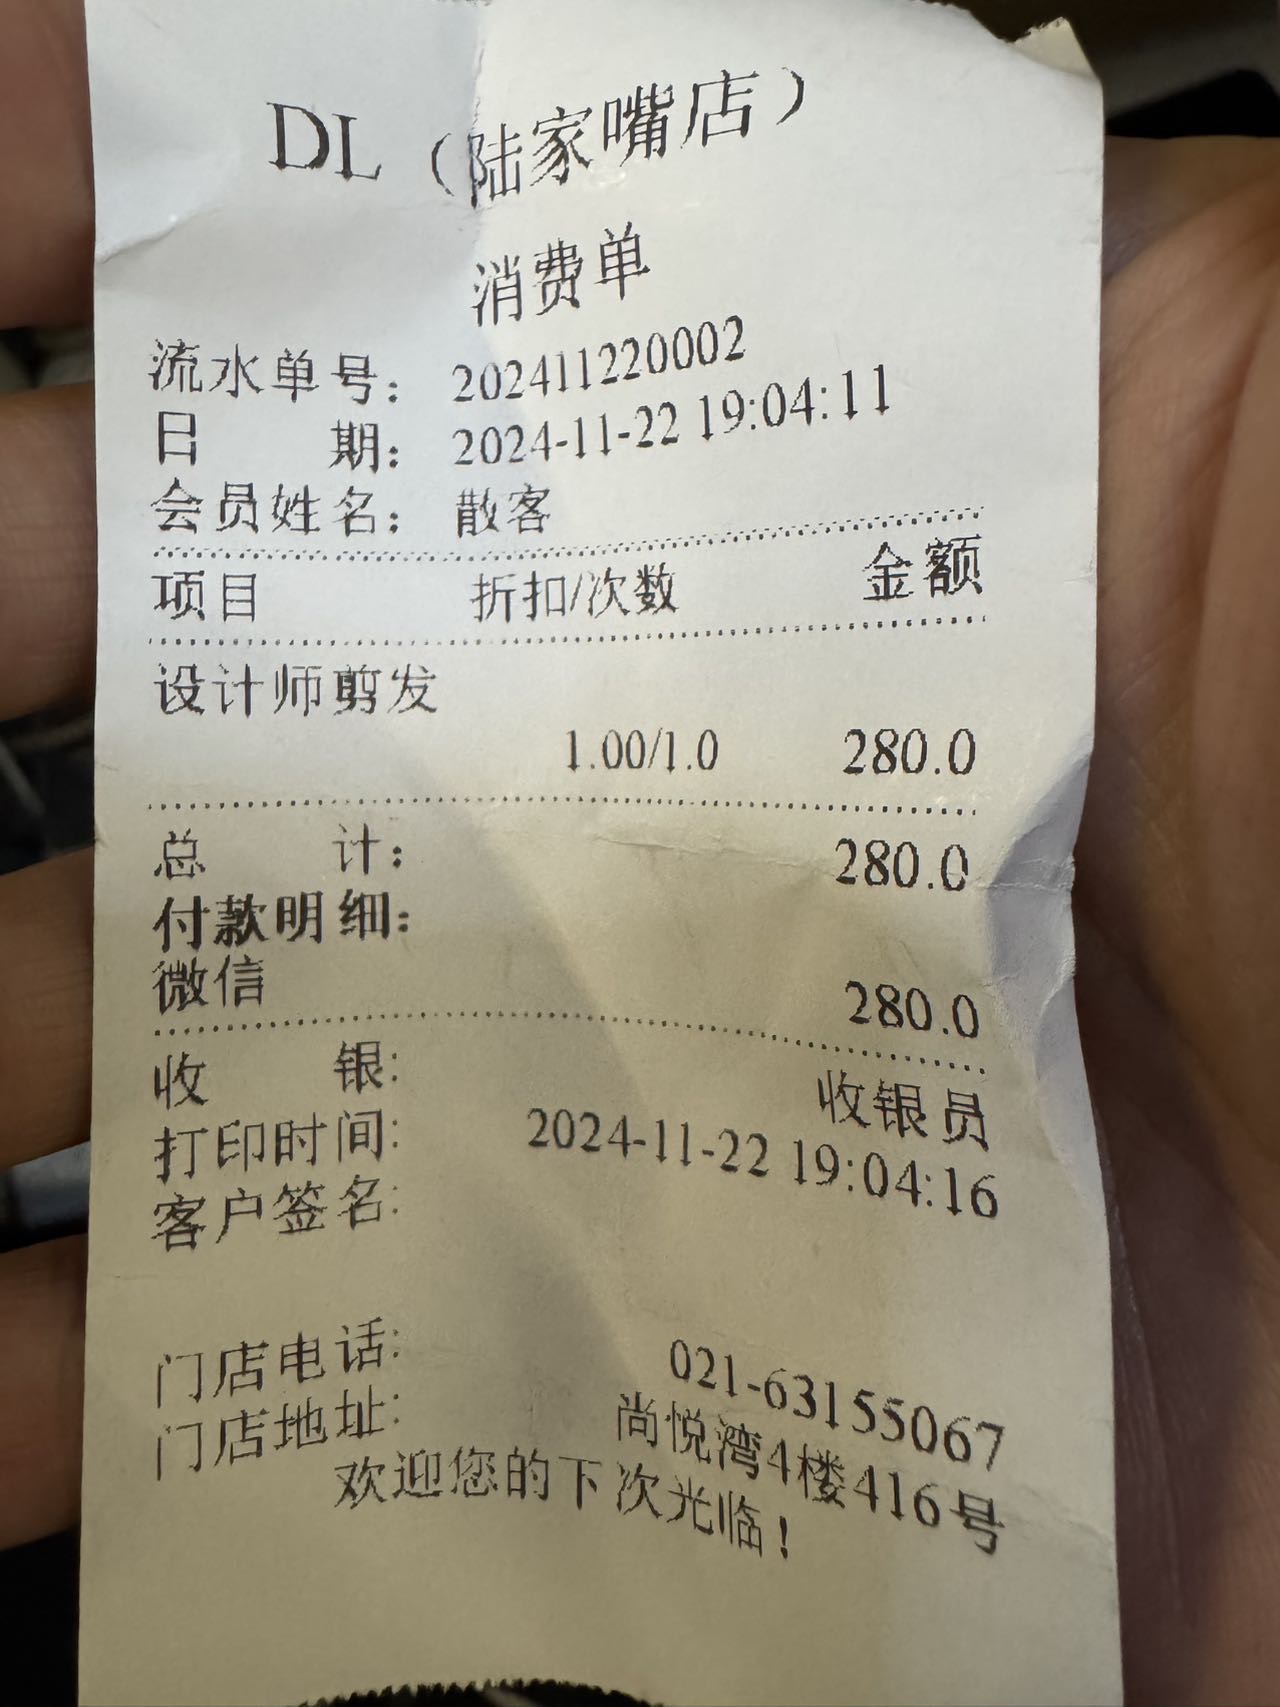 DL（陆家嘴店）
消费单
流水单号： 202411220002
日 期： 2024-11-22 19:04:11
会员姓名： 散客
项目 折扣/次数 金额
设计师剪发
1.00/1.0 280.0
总 计： 280.0
付款明细：
微信 280.0
收 银: 收银员
打印时间: 2024-11-22 19:04:16
客户签名:
门店电话: 021-63155067
门店地址: 尚悦湾4楼416号
欢迎您的下次光临！